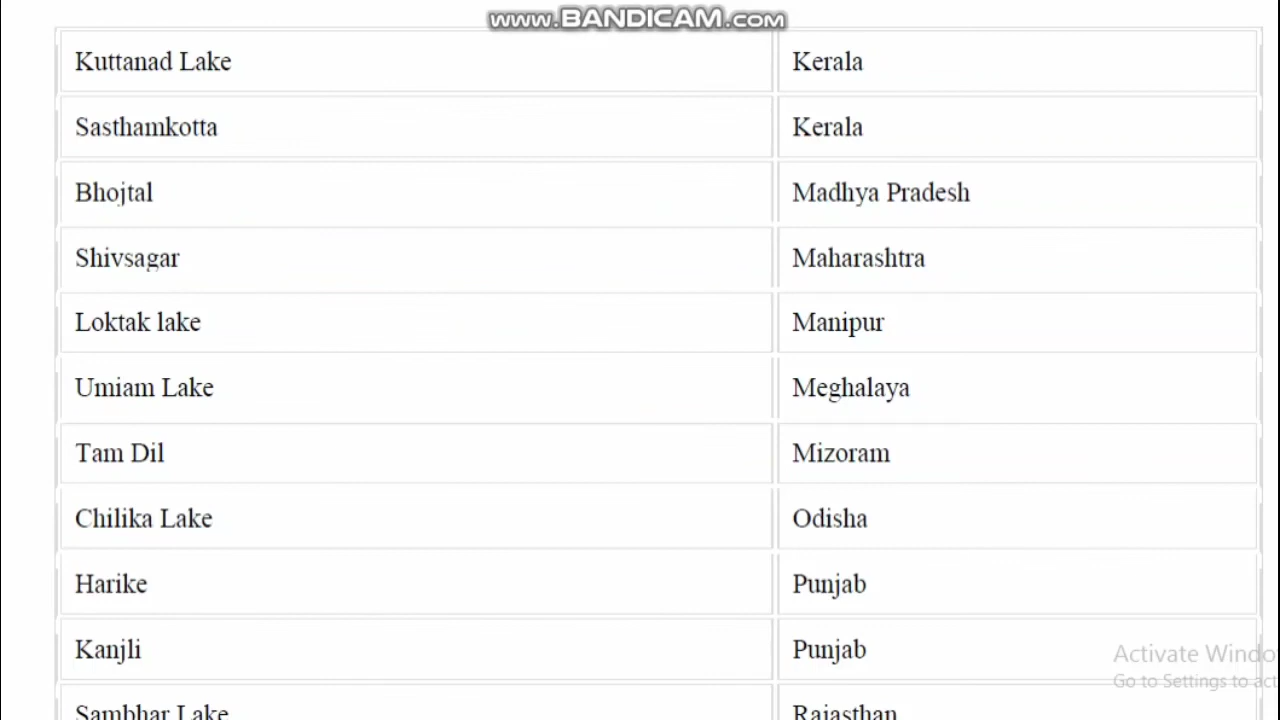 www.BANDICAM.com
Kuttanad Lake Kerala
Sasthamkotta Kerala
Bhojtal Madhya Pradesh
Shivsagar Maharashtra
Loktak lake Manipur
Umiam Lake Meghalaya
Tam Dil Mizoram
Chilika Lake Odisha
Harike Punjab
Kanjli Punjab
Activate Windo
Go to Settings to act
Sambhar Lake Rajasthan